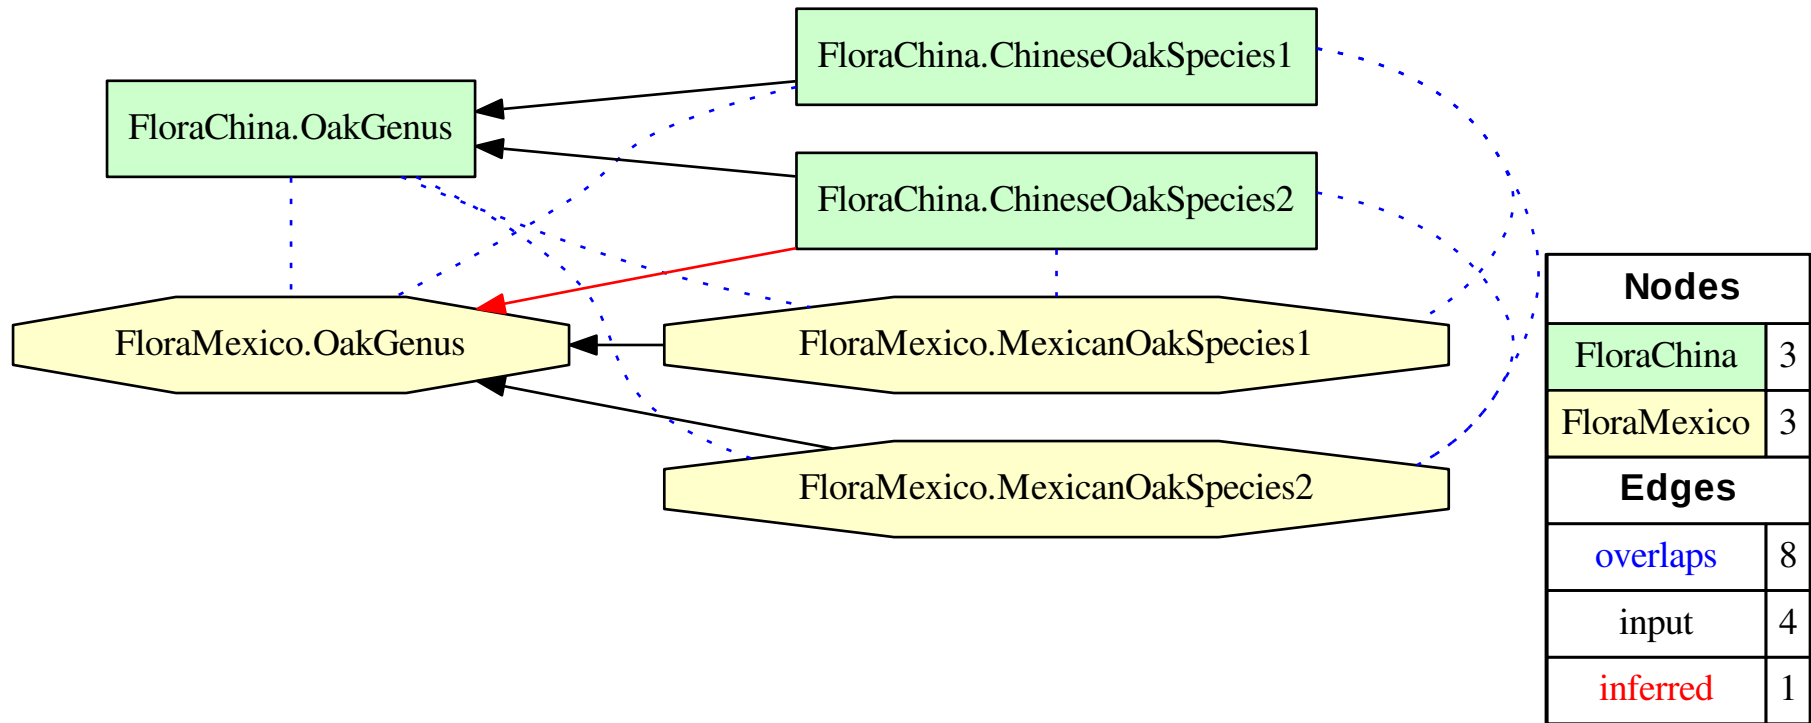 FloraChina.ChineseOakSpecies1
FloraChina.OakGenus
FloraChina.ChineseOakSpecies2
FloraMexico.OakGenus
FloraMexico.MexicanOakSpecies1
FloraMexico.MexicanOakSpecies2
Nodes
FloraChina 3
FloraMexico 3
Edges
overlaps 8
input 4
inferred 1